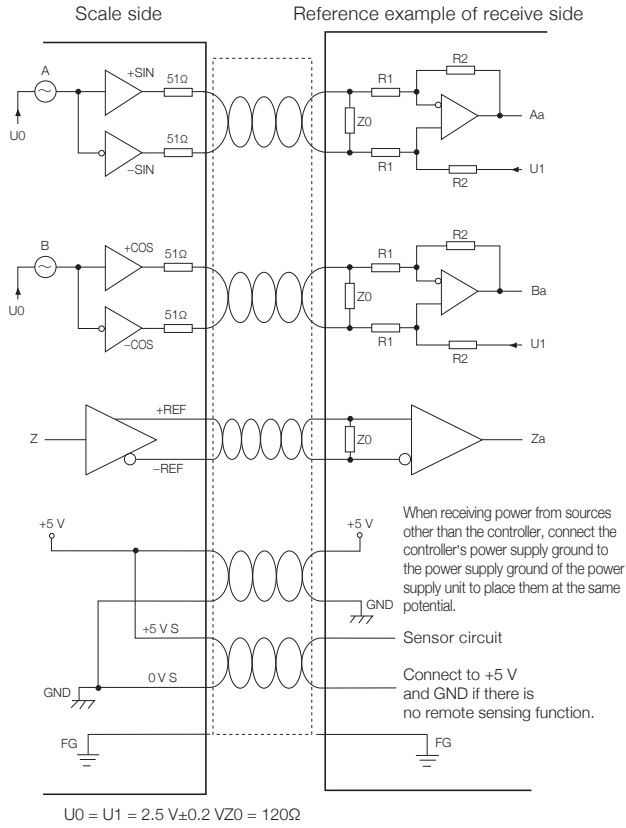 Scale side
Reference example of receive side
A
+SIN
51Ω
51Ω
−SIN
U0
R1
R2
Z0
R1
R2
Aa
U1
B
+COS
51Ω
51Ω
−COS
U0
R1
R2
Z0
R1
R2
Ba
U1
Z
+REF
−REF
Z0
Za
+5 V
+5 V
GND
When receiving power from sources
other than the controller, connect the
controller's power supply ground to
the power supply ground of the power
supply unit to place them at the same
potential.
+5 V S
Sensor circuit
0 V S
GND
Connect to +5 V
and GND if there is
no remote sensing function.
FG
FG
U0 = U1 = 2.5 V±0.2 VZ0 = 120Ω